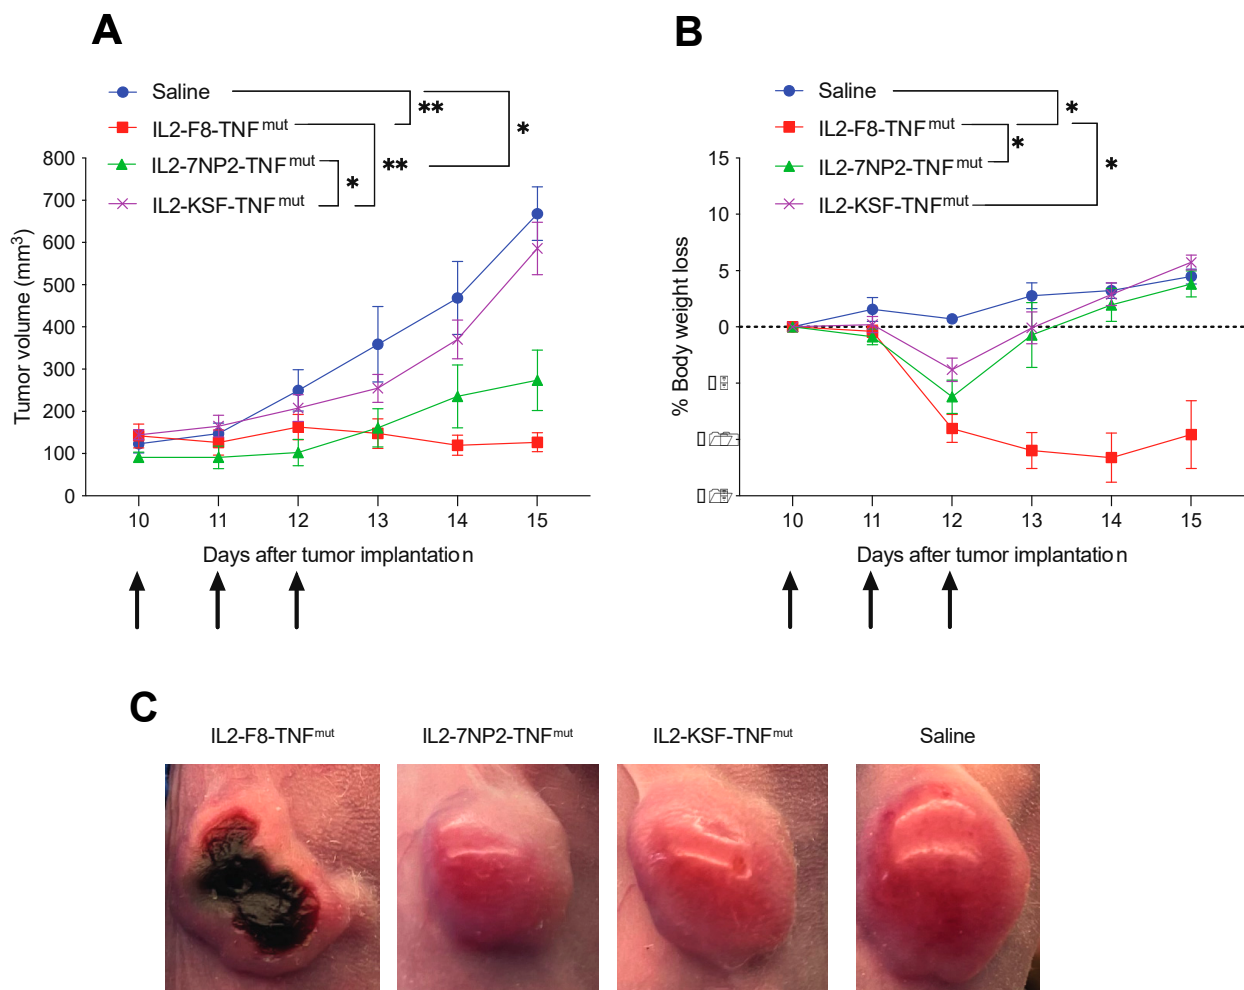 A
Saline
IL2-F8-TNFmut
IL2-7NP2-TNFmut
IL2-KSF-TNFmut
**
*
**
*
800
700
600
500
400
300
200
100
0
Tumor volume (mm3)
10 11 12 13 14 15
Days after tumor implantation
B
Saline
IL2-F8-TNFmut
IL2-7NP2-TNFmut
IL2-KSF-TNFmut
*
*
*
15
10
5
0
% Body weight loss
10 11 12 13 14 15
Days after tumor implantation
C
IL2-F8-TNFmut IL2-7NP2-TNFmut IL2-KSF-TNFmut Saline